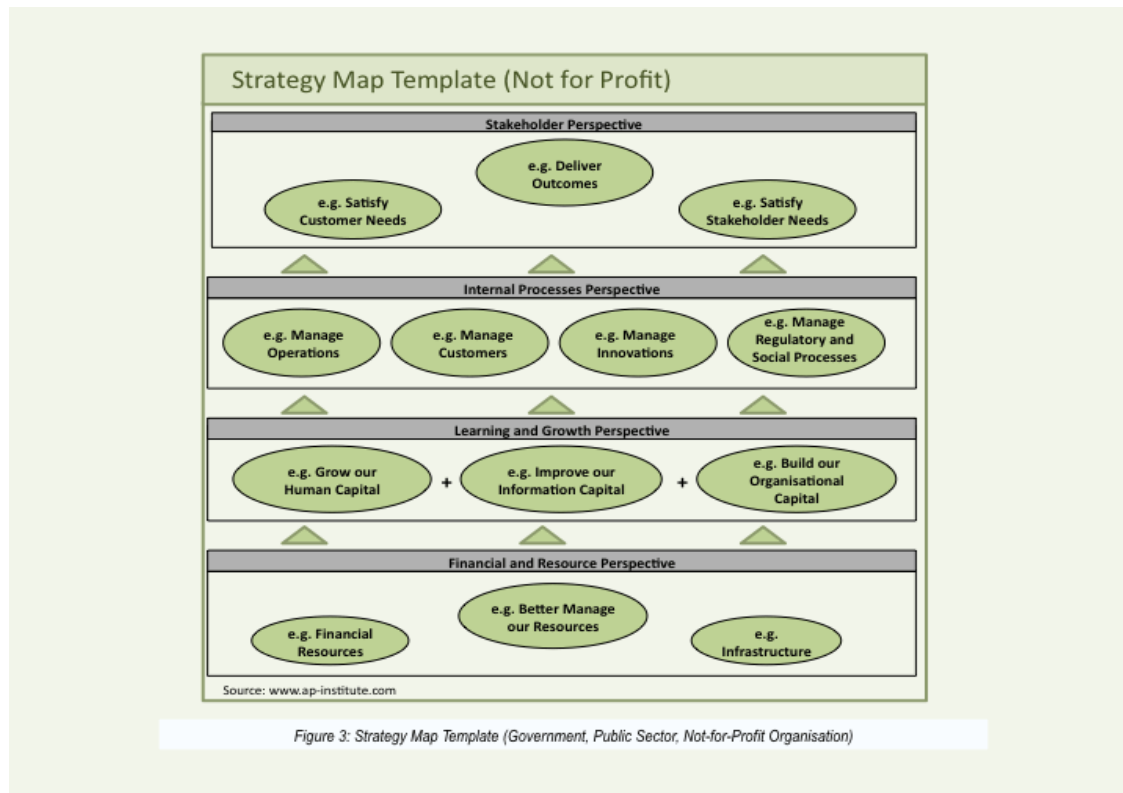 Strategy Map Template (Not for Profit)
Stakeholder Perspective
e.g. Deliver
Outcomes
e.g. Satisfy
Customer Needs
e.g. Satisfy
Stakeholder Needs
Internal Processes Perspective
e.g. Manage
Operations
e.g. Manage
Customers
e.g. Manage
Innovations
e.g. Manage
Regulatory and
Social Processes
Learning and Growth Perspective
e.g. Grow our
Human Capital
+
e.g. Improve our
Information Capital
+
e.g. Build our
Organisational
Capital
Financial and Resource Perspective
e.g. Financial
Resources
e.g. Better Manage
our Resources
e.g.
Infrastructure
Source: www.ap-institute.com
Figure 3: Strategy Map Template (Government, Public Sector, Not-for-Profit Organisation)